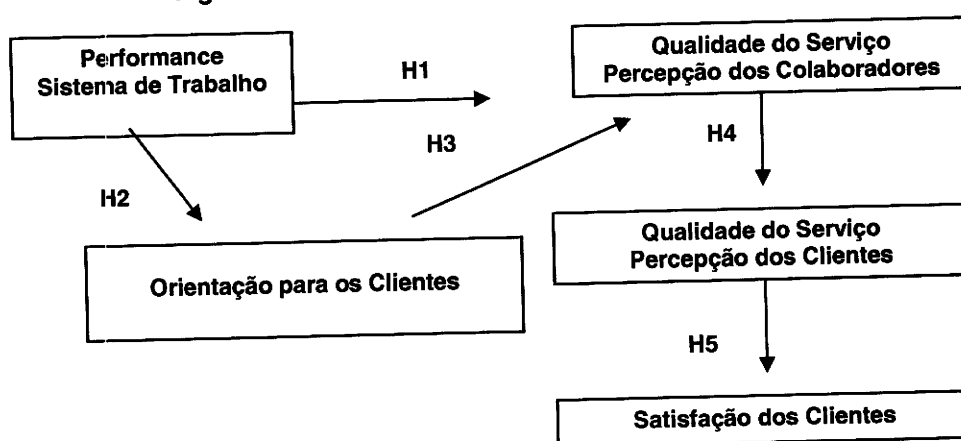 Performance
Sistema de Trabalho
H1
Qualidade do Serviço
Percepção dos Colaboradores
H3
H4
H2
Qualidade do Serviço
Percepção dos Clientes
Orientação para os Clientes
H5
Satisfação dos Clientes